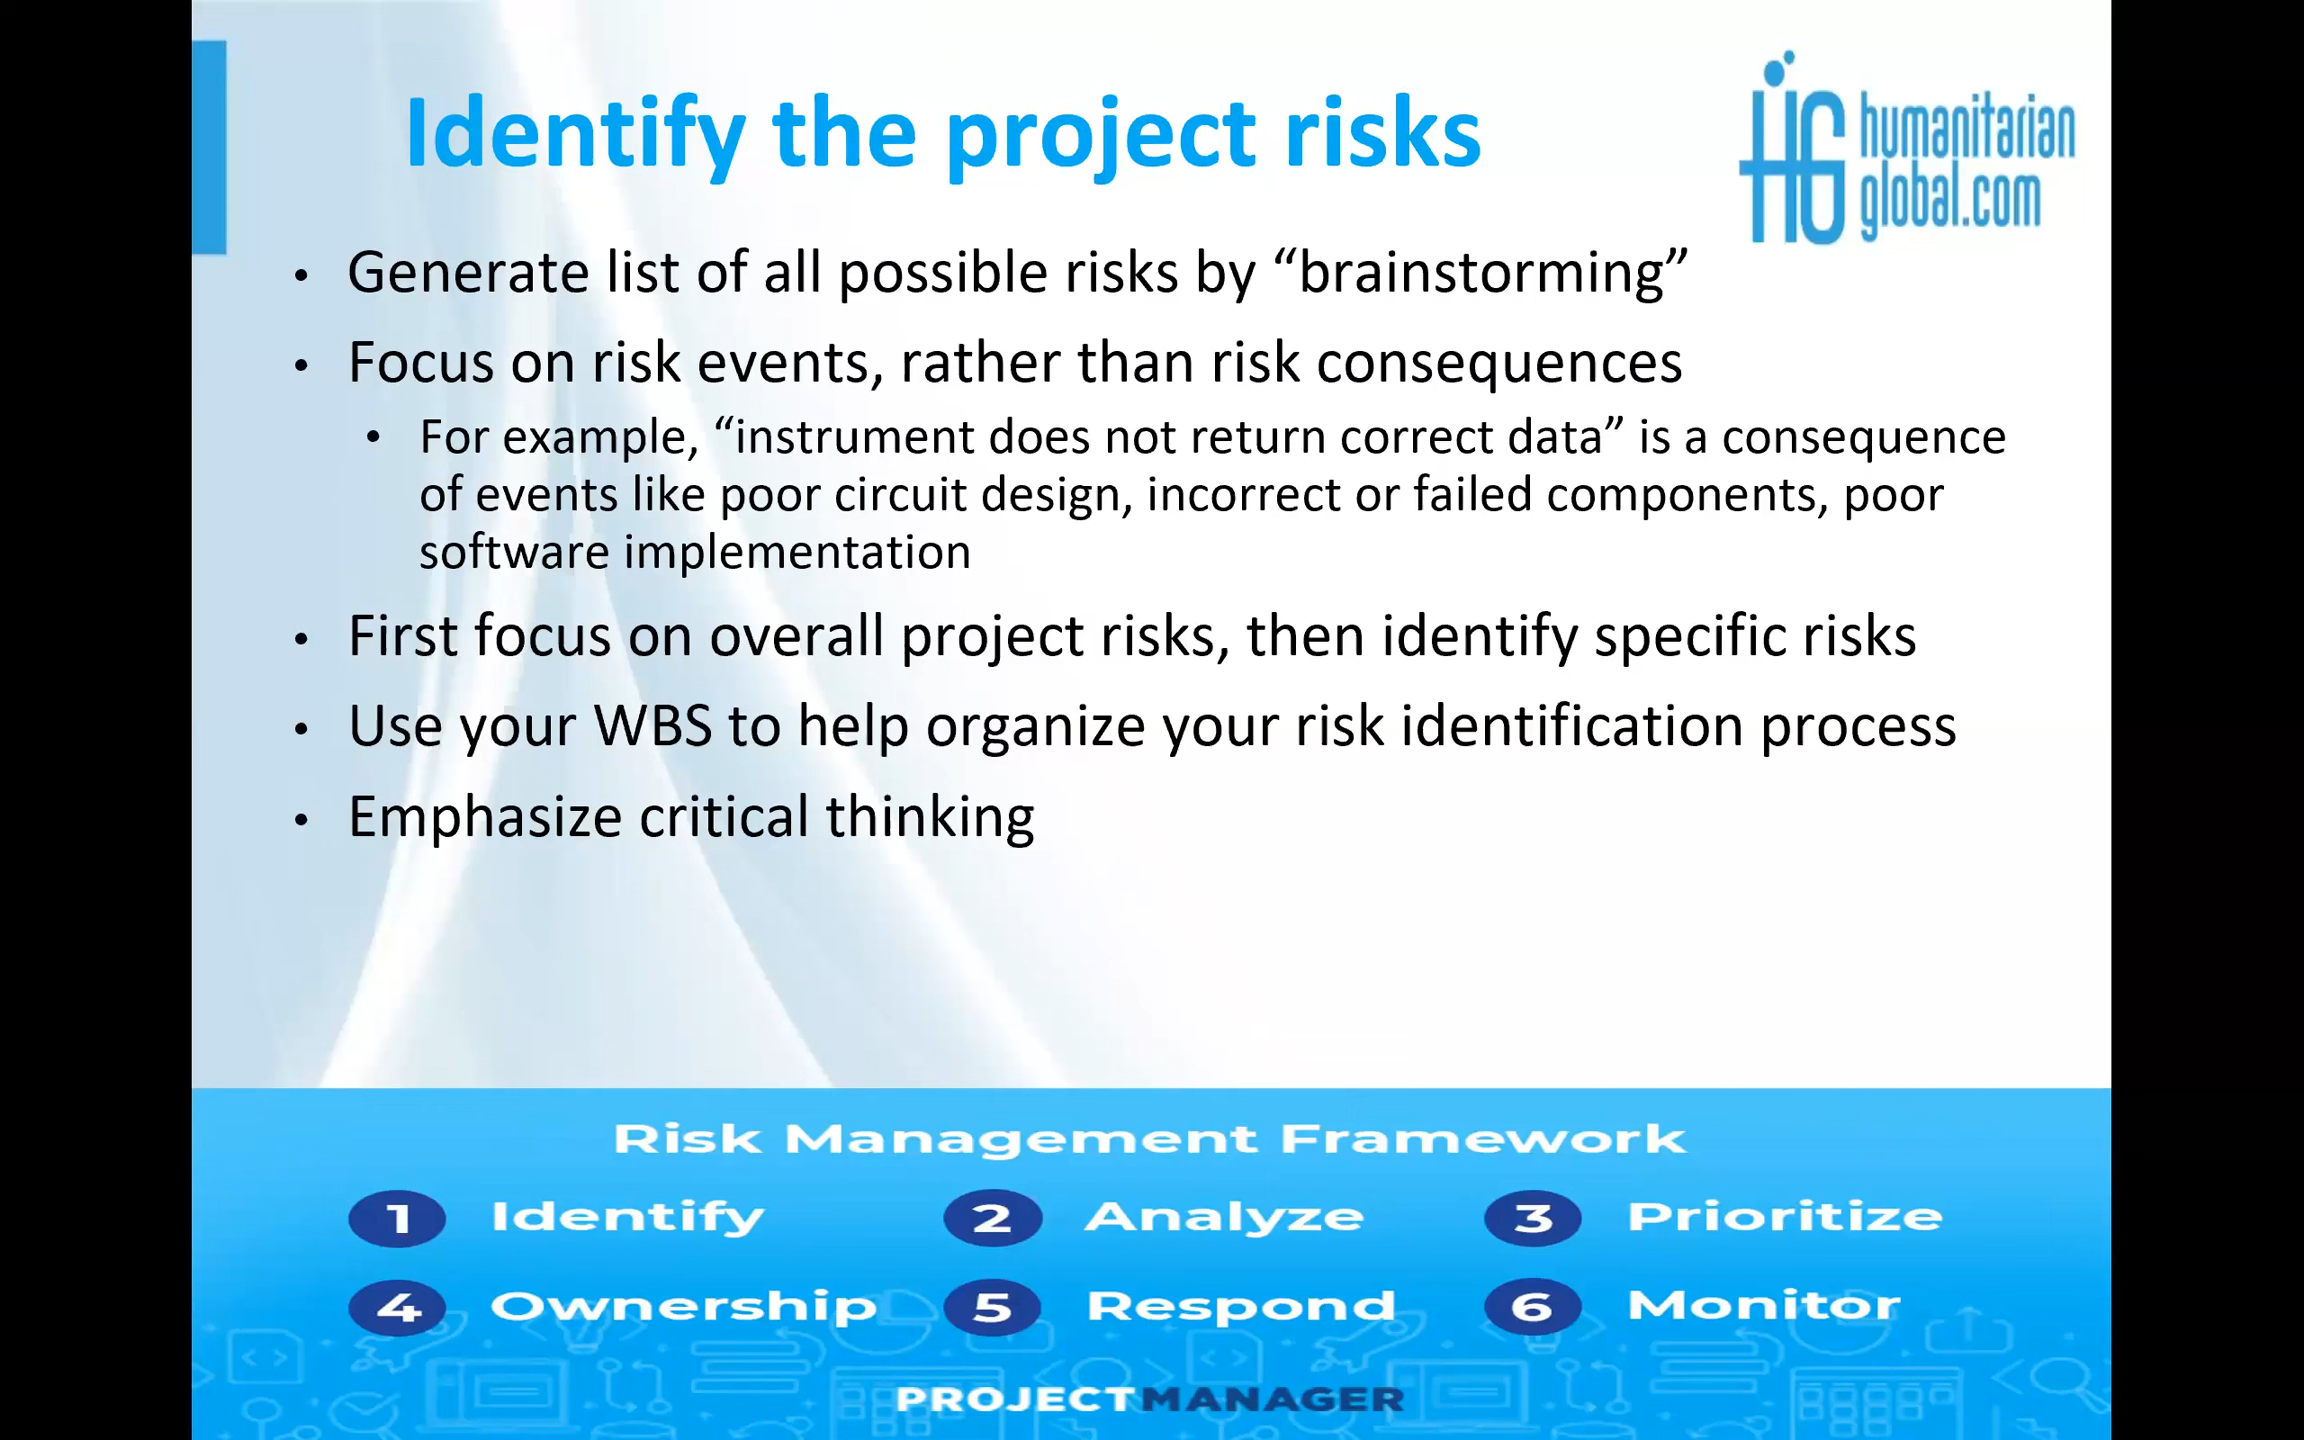 Identify the project risks
humanitarian
global.com
HG
• Generate list of all possible risks by “brainstorming”
• Focus on risk events, rather than risk consequences
• For example, “instrument does not return correct data” is a consequence
of events like poor circuit design, incorrect or failed components, poor
software implementation
• First focus on overall project risks, then identify specific risks
• Use your WBS to help organize your risk identification process
• Emphasize critical thinking
Risk Management Framework
1 Identify 2 Analyze 3 Prioritize
4 Ownership 5 Respond 6 Monitor
PROJECTMANAGER